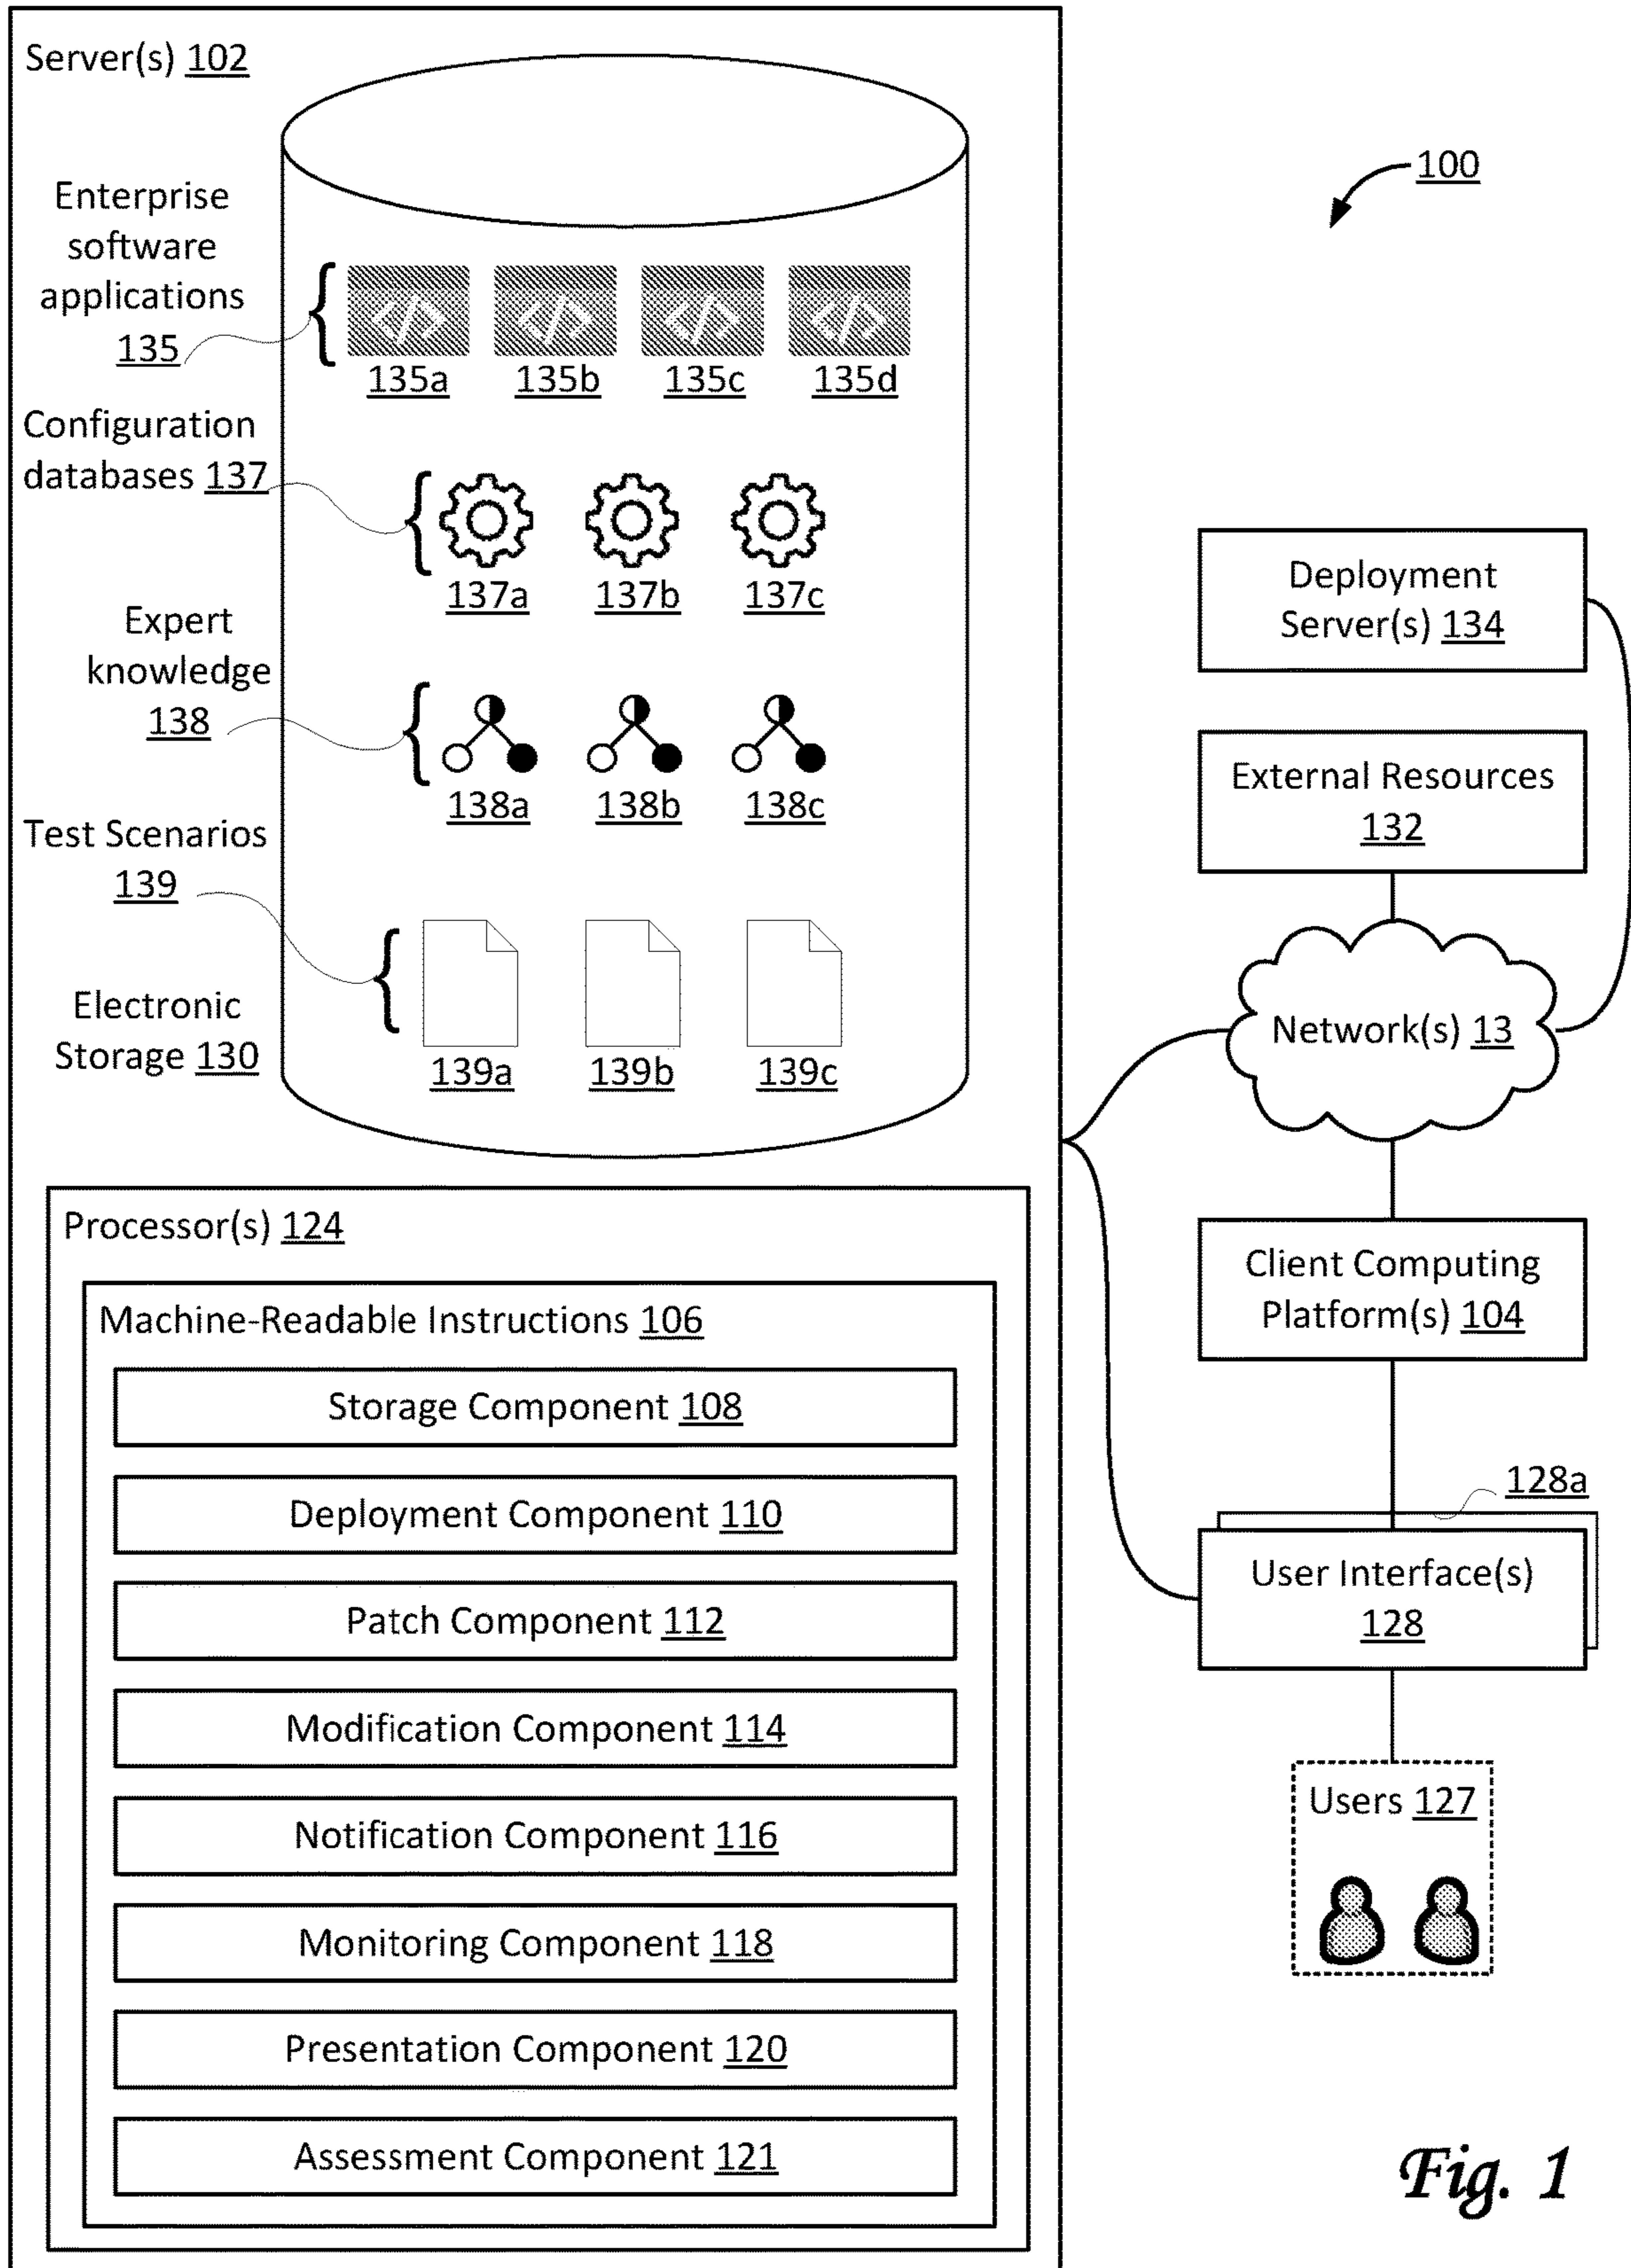 Server(s) 102
100
Enterprise
software
applications
135
135a 135b 135c 135d
Configuration
databases 137
137a 137b 137c
Expert
knowledge
138
138a 138b 138c
Test Scenarios
139
Electronic
Storage 130
139a 139b 139c
Processor(s) 124
Machine-Readable Instructions 106
Storage Component 108
Deployment Component 110
Patch Component 112
Modification Component 114
Notification Component 116
Monitoring Component 118
Presentation Component 120
Assessment Component 121
Deployment
Server(s) 134
External Resources
132
Network(s) 13
Client Computing
Platform(s) 104
128a
User Interface(s)
128
Users 127
Fig. 1